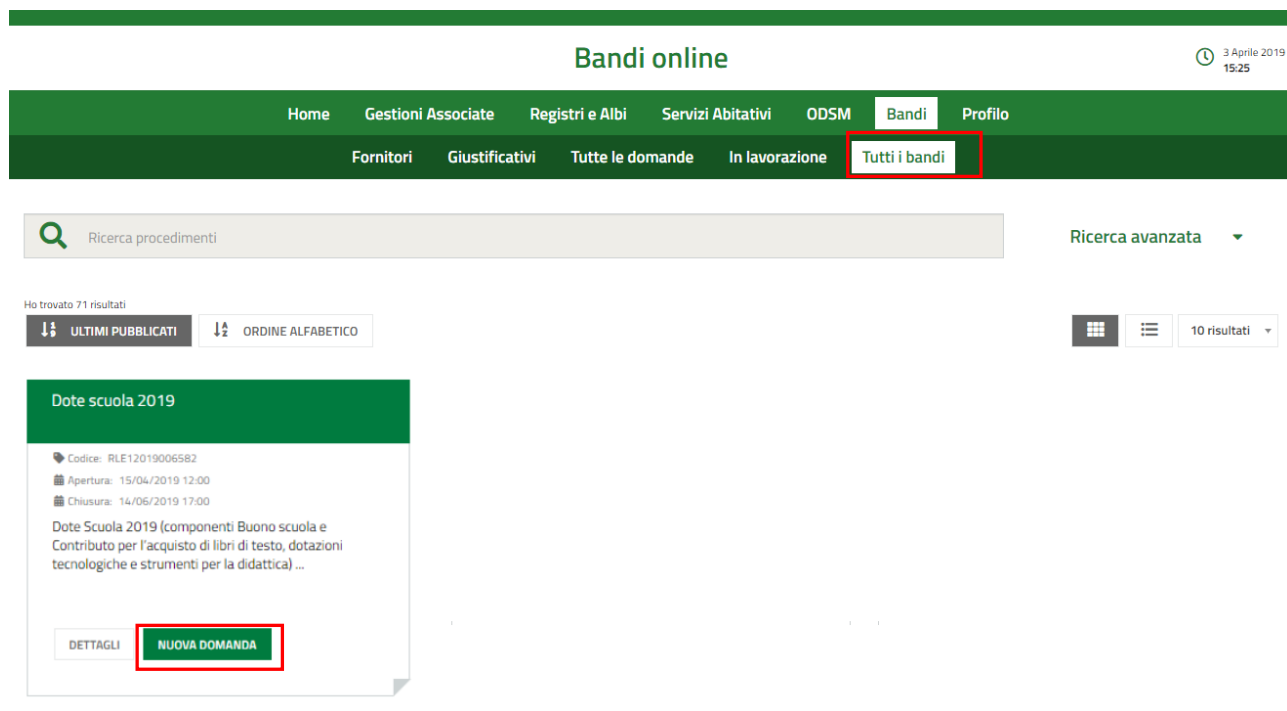 Bandi online
3 Aprile 2019
15:25
Home Gestioni Associate Registri e Albi Servizi Abitativi ODSM Bandi Profilo
Fornitori Giustificativi Tutte le domande In lavorazione Tutti i bandi
Ricerca procedimenti
Ricerca avanzata
Ho trovato 71 risultati
ULTIMI PUBBLICATI ORDINE ALFABETICO 10 risultati
Dote scuola 2019
Codice: RLE12019006582
Apertura: 15/04/2019 12:00
Chiusura: 14/06/2019 17:00
Dote Scuola 2019 (componenti Buono scuola e
Contributo per l'acquisto di libri di testo, dotazioni
tecnologiche e strumenti per la didattica) ...
DETTAGLI NUOVA DOMANDA